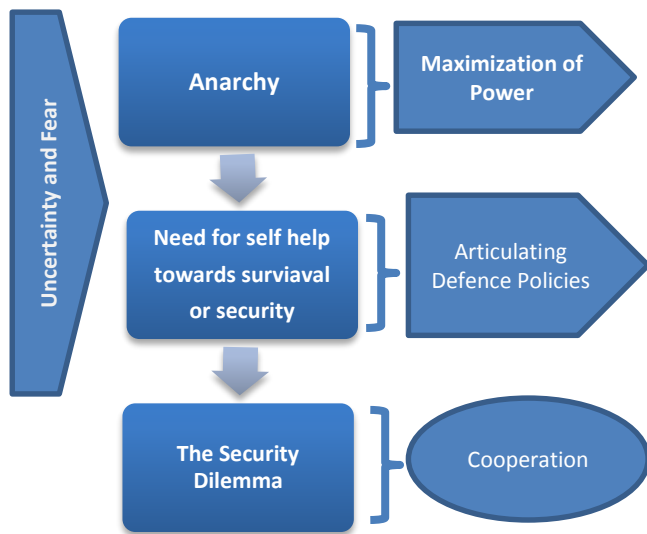 Uncertainty and Fear
Anarchy
Maximization of
Power
Need for self help
towards surviaval
or security
Articulating
Defence Policies
The Security
Dilemma
Cooperation